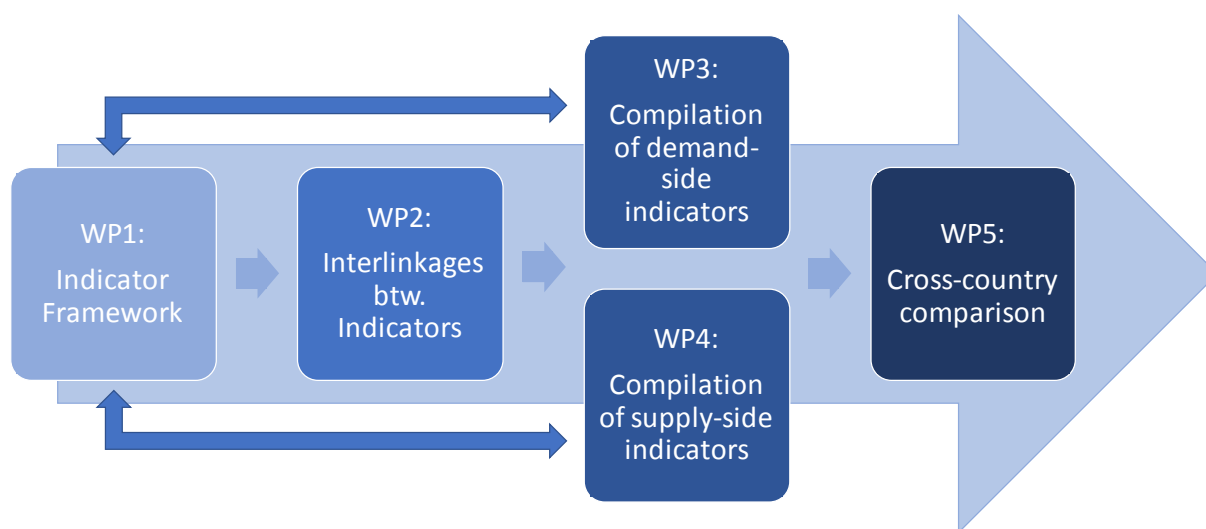 WP1:
Indicator
Framework
WP2:
Interlinkages
btw.
Indicators
WP3:
Compilation
of demand-
side
indicators
WP4:
Compilation
of supply-side
indicators
WP5:
Cross-country
comparison